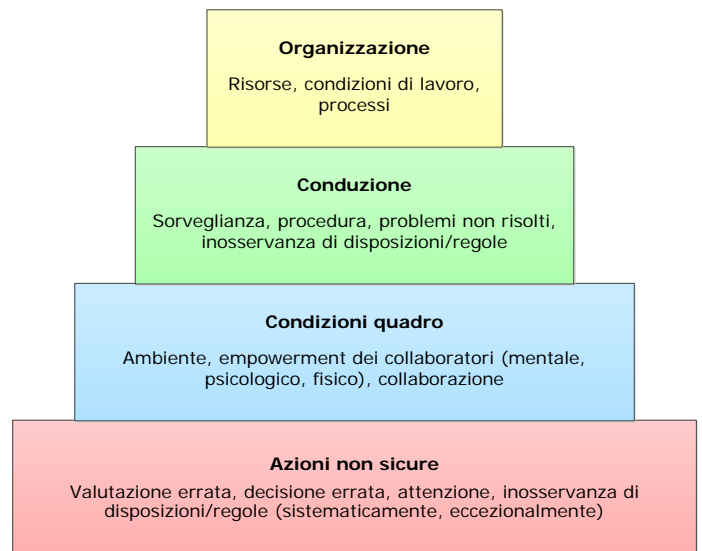 Organizzazione
Risorse, condizioni di lavoro,
processi
Conduzione
Sorveglianza, procedura, problemi non risolti,
inosservanza di disposizioni/regole
Condizioni quadro
Ambiente, empowerment dei collaboratori (mentale,
psicologico, fisico), collaborazione
Azioni non sicure
Valutazione errata, decisione errata, attenzione, inosservanza di
disposizioni/regole (sistematicamente, eccezionalmente)